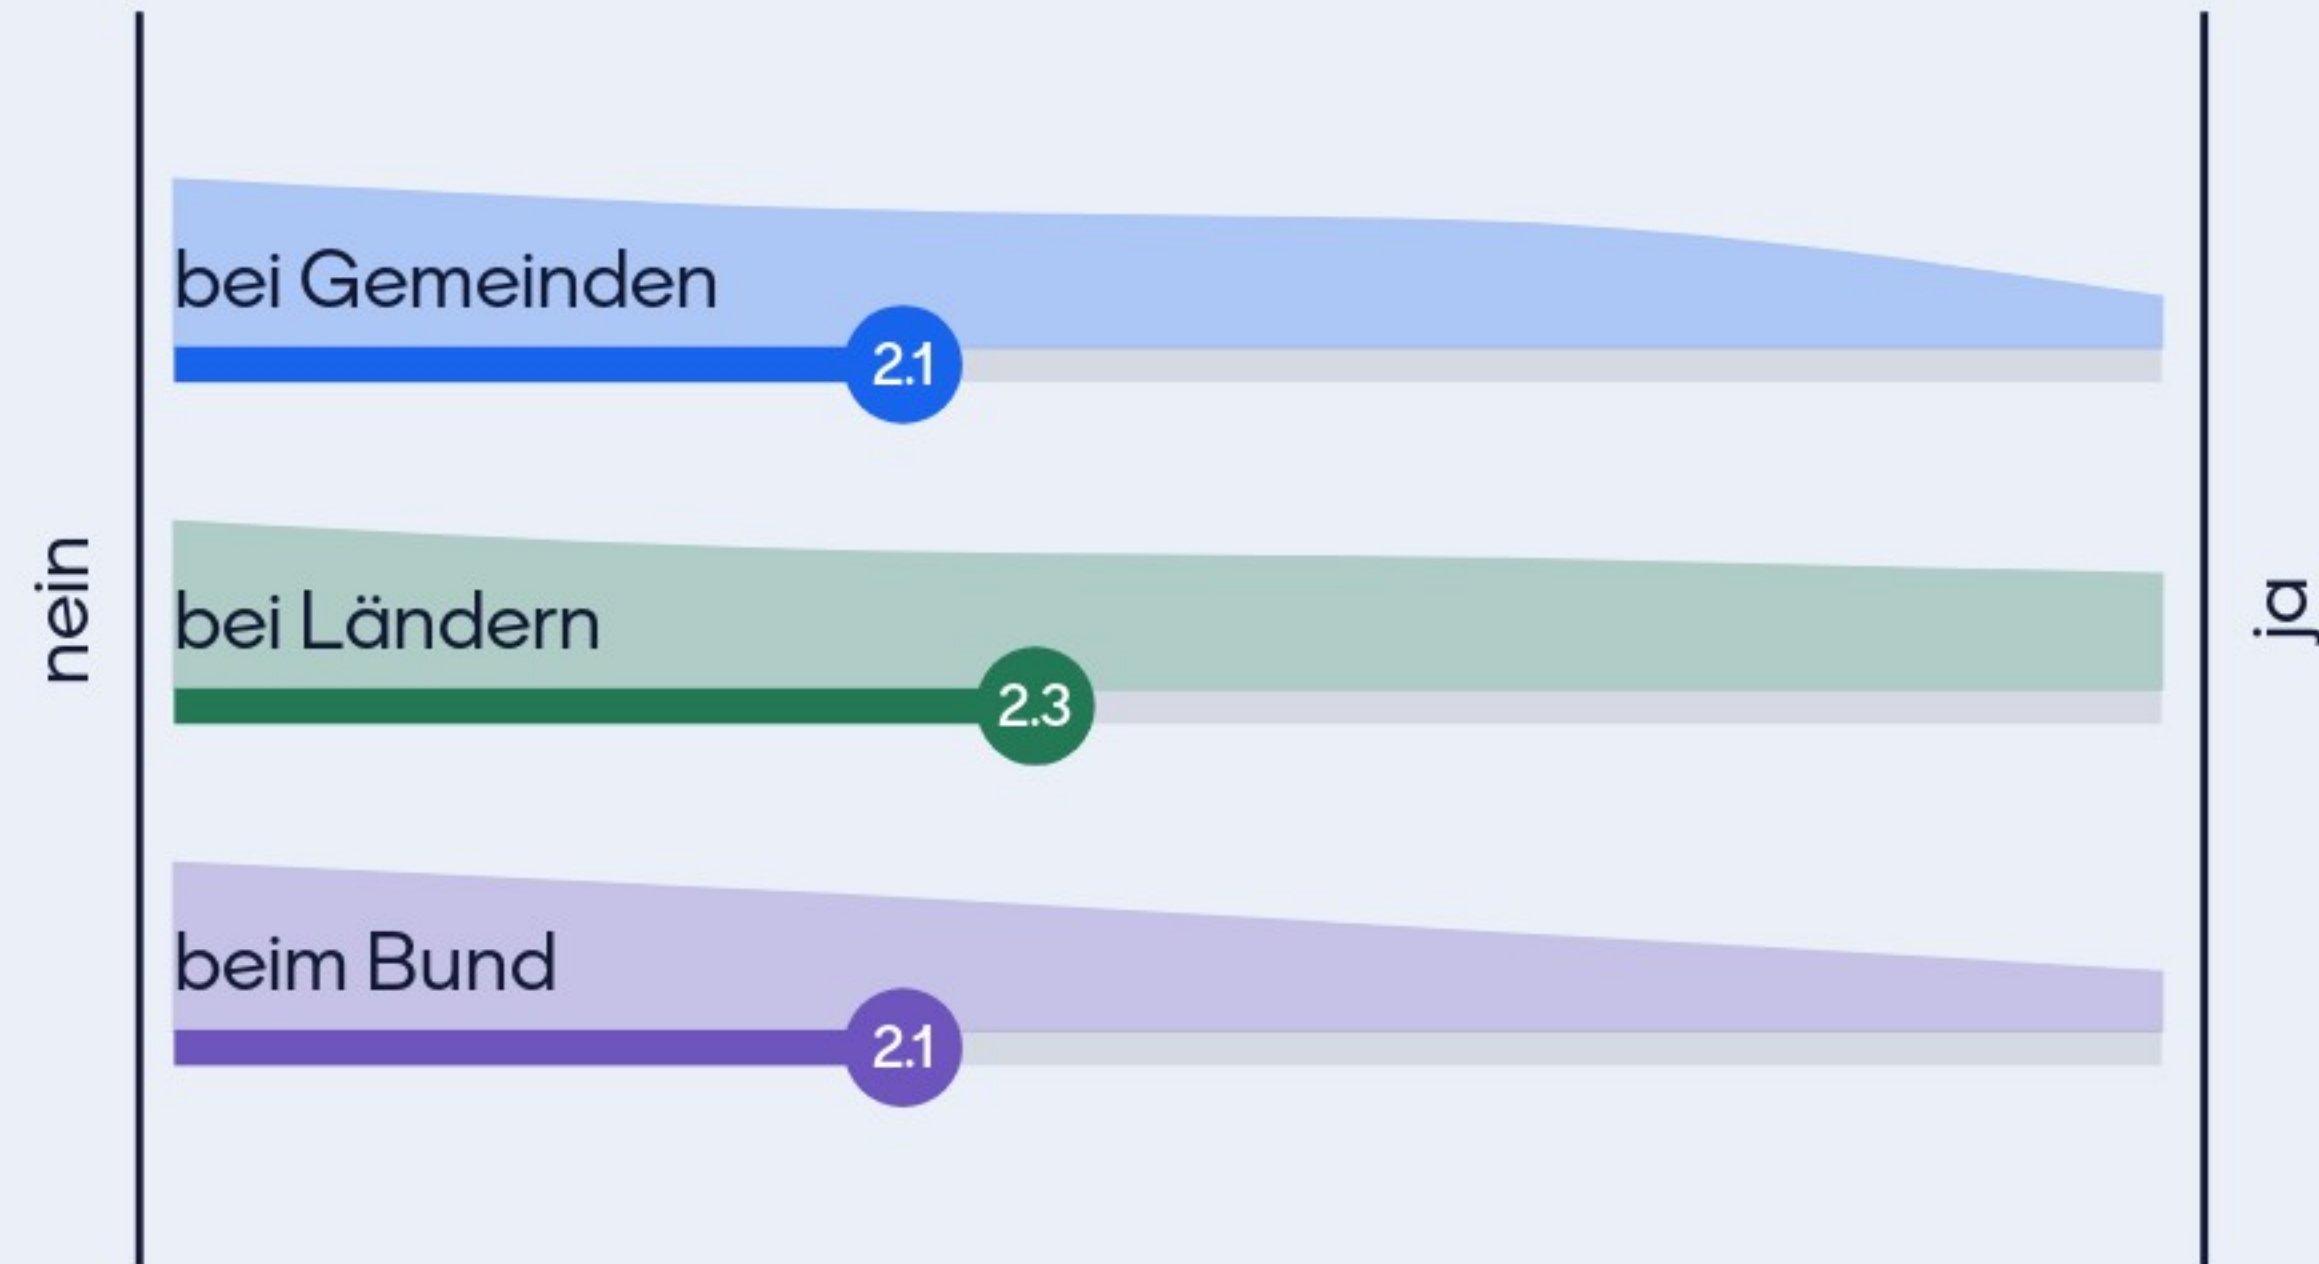 nein
bei Gemeinden
2.1
bei Ländern
2.3
beim Bund
2.1
ja